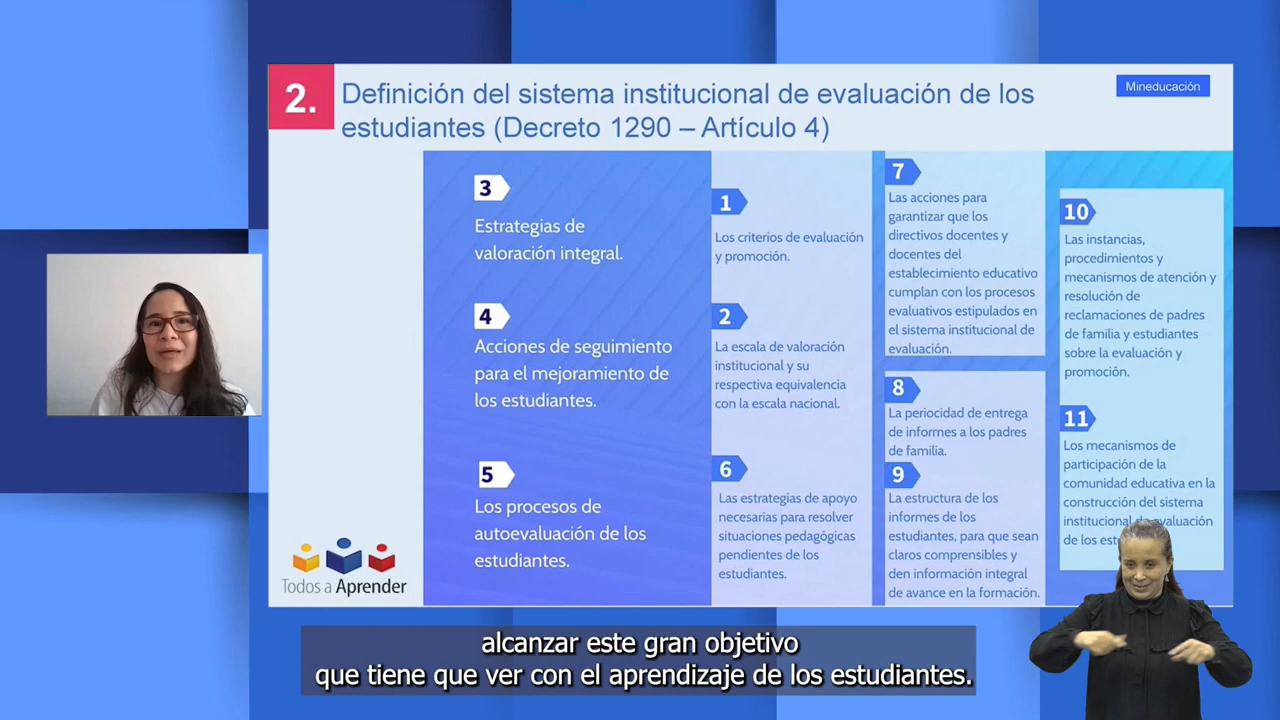 2.
Definición del sistema institucional de evaluación de los
estudiantes (Decreto 1290 – Artículo 4)
Mineducación
3
Estrategias de
valoración integral.
4
Acciones de seguimiento
para el mejoramiento de
los estudiantes.
5
Los procesos de
autoevaluación de los
estudiantes.
1
Los criterios de evaluación
y promoción.
2
La escala de valoración
institucional y su
respectiva equivalencia
con la escala nacional.
6
Las estrategias de apoyo
necesarias para resolver
situaciones pedagógicas
pendientes de los
estudiantes.
7
Las acciones para
garantizar que los
directivos docentes y
docentes del
establecimiento educativo
cumplan con los procesos
evaluativos estipulados en
el sistema institucional de
evaluación.
8
La periocidad de entrega
de informes a los padres
de familia.
9
La estructura de los
informes de los
estudiantes, para que sean
claros comprensibles y
den información integral
de avance en la formación.
10
Las instancias,
procedimientos y
mecanismos de atención y
resolución de
reclamaciones de padres
de familia y estudiantes
sobre la evaluación y
promoción.
11
Los mecanismos de
participación de la
comunidad educativa en la
construcción del sistema
institucional evaluación
de los
Todos a Aprender
alcanzar este gran objetivo
que tiene que ver con el aprendizaje de los estudiantes.